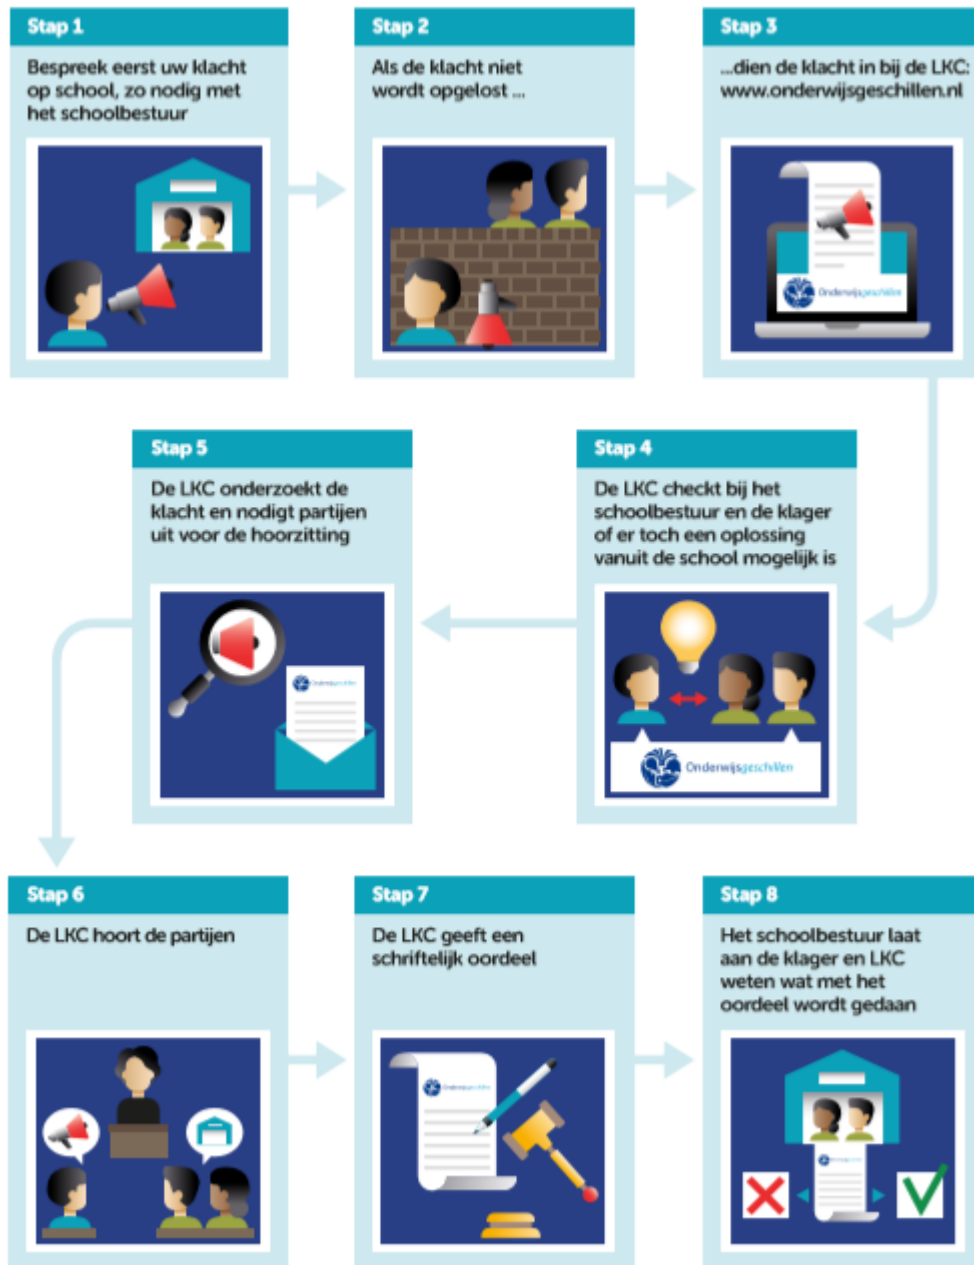 Stap 1
Bespreek eerst uw klacht
op school, zo nodig met
het schoolbestuur
Stap 2
Als de klacht niet
wordt opgelost ...
Stap 3
...dien de klacht in bij de LKC:
www.onderwijsgeschillen.nl
Onderwijsgeschillen
Stap 4
De LKC checkt bij het
schoolbestuur en de klager
of er toch een oplossing
vanuit de school mogelijk is
Onderwijsgeschillen
Stap 5
De LKC onderzoekt de
klacht en nodigt partijen
uit voor de hoorzitting
Onderwijsgeschillen
Stap 6
De LKC hoort de partijen
Stap 7
De LKC geeft een
schriftelijk oordeel
Onderwijsgeschillen
Stap 8
Het schoolbestuur laat
aan de klager en LKC
weten wat met het
oordeel wordt gedaan